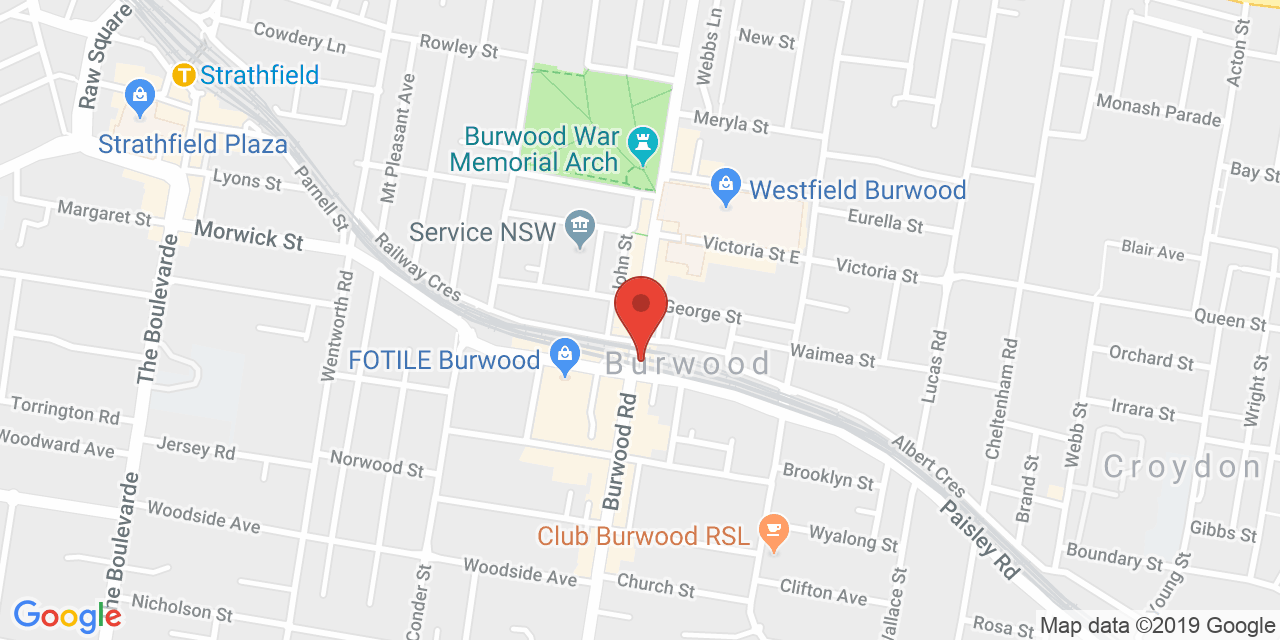 Raw Square
Cowdery Ln
Rowley St
Webbs Ln
New St
Acton St
Strathfield
Mt Pleasant Ave
Monash Parade
Meryla St
Strathfield Plaza
Burwood War
Memorial Arch
Bay St
Lyons St
Parnell St
Westfield Burwood
Margaret St
Morwick St
Eurella St
Service NSW
John St
Victoria St E
Blair Ave
Railway Cres
Victoria St
The Boulevarde
Wentworth Rd
George St
Queen St
FOTILE Burwood
Burwood
Waimea St
Orchard St
Lucas Rd
Cheltenham Rd
Wright St
Torrington Rd
Irrara St
Webb St
Woodward Ave
Jersey Rd
Norwood St
Burwood Rd
Albert Cres
Croydon
Brooklyn St
Brand St
Woodside Ave
Club Burwood RSL
Wyalong St
Paisley Rd
Gibbs St
The Boulevarde
Boundary St
Woodside Ave
Church St
Clifton Ave
Young St
Conder St
Wallace St
Nicholson St
Rosa St
Google
Map data ©2019 Google